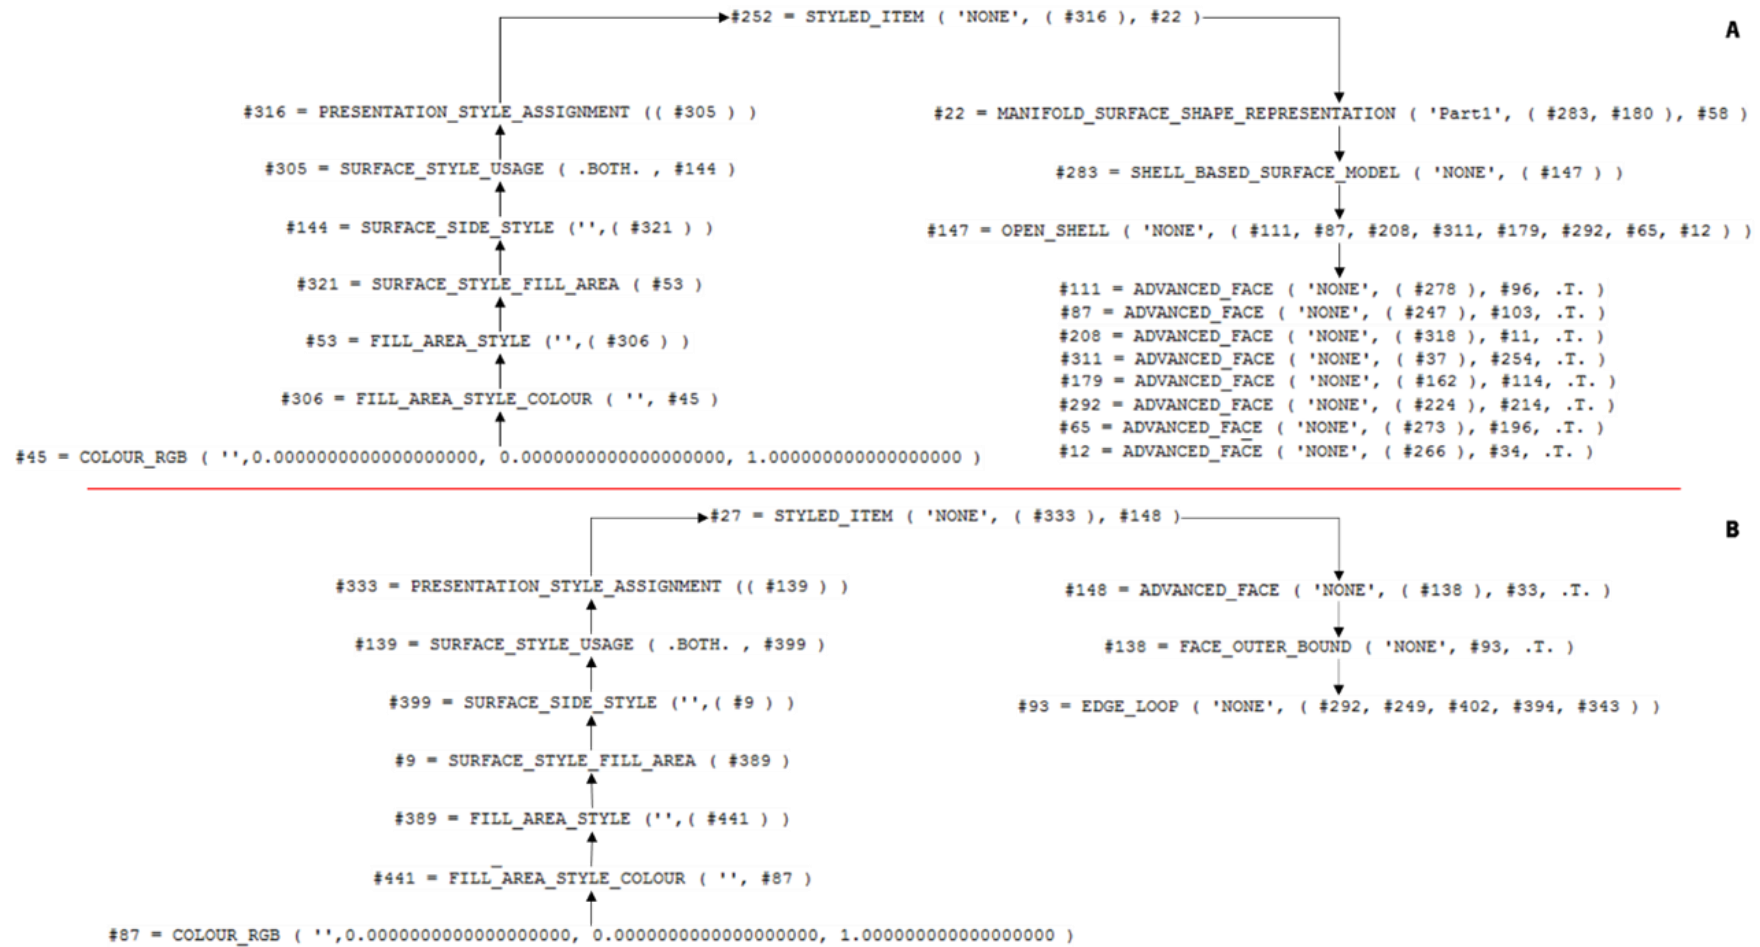 #252 = STYLED_ITEM ( 'NONE', ( #316 ), #22 )
A
#316 = PRESENTATION_STYLE_ASSIGNMENT (( #305 ) )
#305 = SURFACE_STYLE_USAGE ( .BOTH. , #144 )
#144 = SURFACE_SIDE_STYLE ('',( #321 ) )
#321 = SURFACE_STYLE_FILL_AREA ( #53 )
#53 = FILL_AREA_STYLE ('',( #306 ) )
#306 = FILL_AREA_STYLE_COLOUR ( '', #45 )
#45 = COLOUR_RGB ( '',0.0000000000000000000, 0.0000000000000000000, 1.000000000000000000 )
#22 = MANIFOLD_SURFACE_SHAPE_REPRESENTATION ( 'Part1', ( #283, #180 ), #58 )
#283 = SHELL_BASED_SURFACE_MODEL ( 'NONE', ( #147 ) )
#147 = OPEN_SHELL ( 'NONE', ( #111, #87, #208, #311, #179, #292, #65, #12 ) )
#111 = ADVANCED_FACE ( 'NONE', ( #278 ), #96, .T. )
#87 = ADVANCED_FACE ( 'NONE', ( #247 ), #103, .T. )
#208 = ADVANCED_FACE ( 'NONE', ( #318 ), #11, .T. )
#311 = ADVANCED_FACE ( 'NONE', ( #37 ), #254, .T. )
#179 = ADVANCED_FACE ( 'NONE', ( #162 ), #114, .T. )
#292 = ADVANCED_FACE ( 'NONE', ( #224 ), #214, .T. )
#65 = ADVANCED_FACE ( 'NONE', ( #273 ), #196, .T. )
#12 = ADVANCED_FACE ( 'NONE', ( #266 ), #34, .T. )
#27 = STYLED_ITEM ( 'NONE', ( #333 ), #148 )
B
#333 = PRESENTATION_STYLE_ASSIGNMENT (( #139 ) )
#139 = SURFACE_STYLE_USAGE ( .BOTH. , #399 )
#399 = SURFACE_SIDE_STYLE ('',( #9 ) )
#9 = SURFACE_STYLE_FILL_AREA ( #389 )
#389 = FILL_AREA_STYLE ('',( #441 ) )
#441 = FILL_AREA_STYLE_COLOUR ( '', #87 )
#87 = COLOUR_RGB ( '',0.0000000000000000000, 0.0000000000000000000, 1.000000000000000000 )
#148 = ADVANCED_FACE ( 'NONE', ( #138 ), #33, .T. )
#138 = FACE_OUTER_BOUND ( 'NONE', #93, .T. )
#93 = EDGE_LOOP ( 'NONE', ( #292, #249, #402, #394, #343 ) )